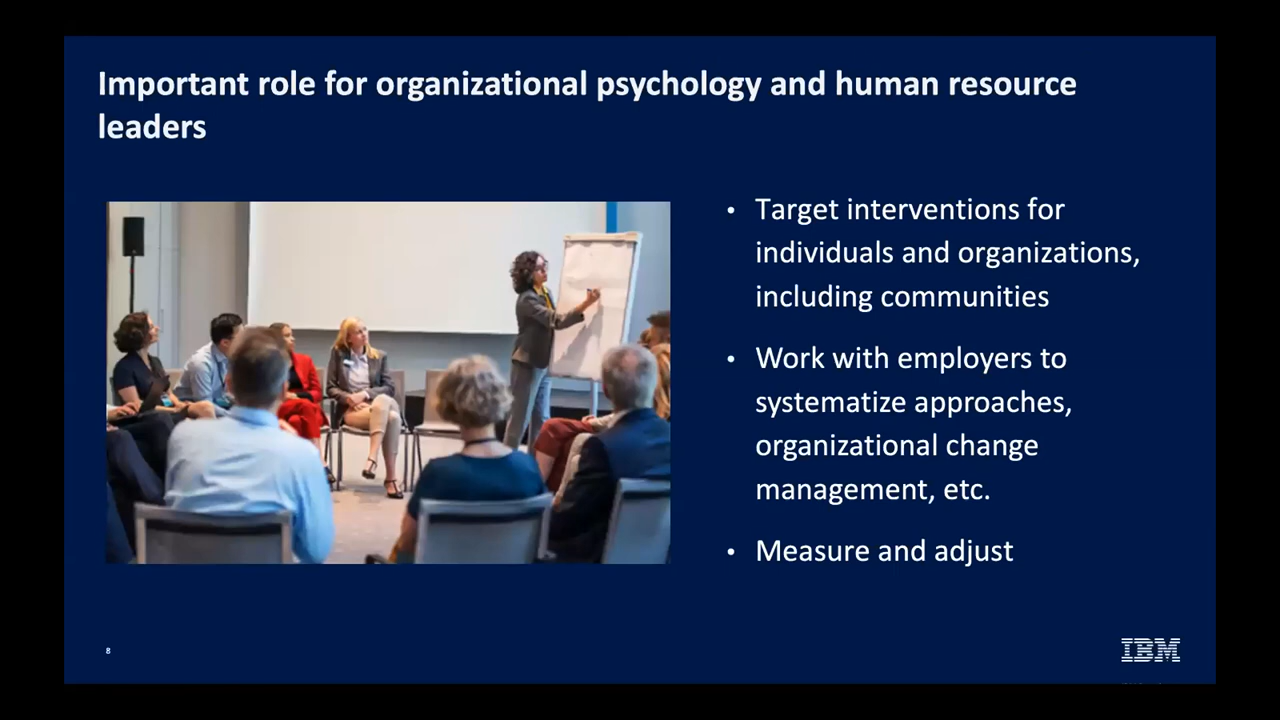 Important role for organizational psychology and human resource
leaders
• Target interventions for
individuals and organizations,
including communities
• Work with employers to
systematize approaches,
organizational change
management, etc.
• Measure and adjust
8
IBM